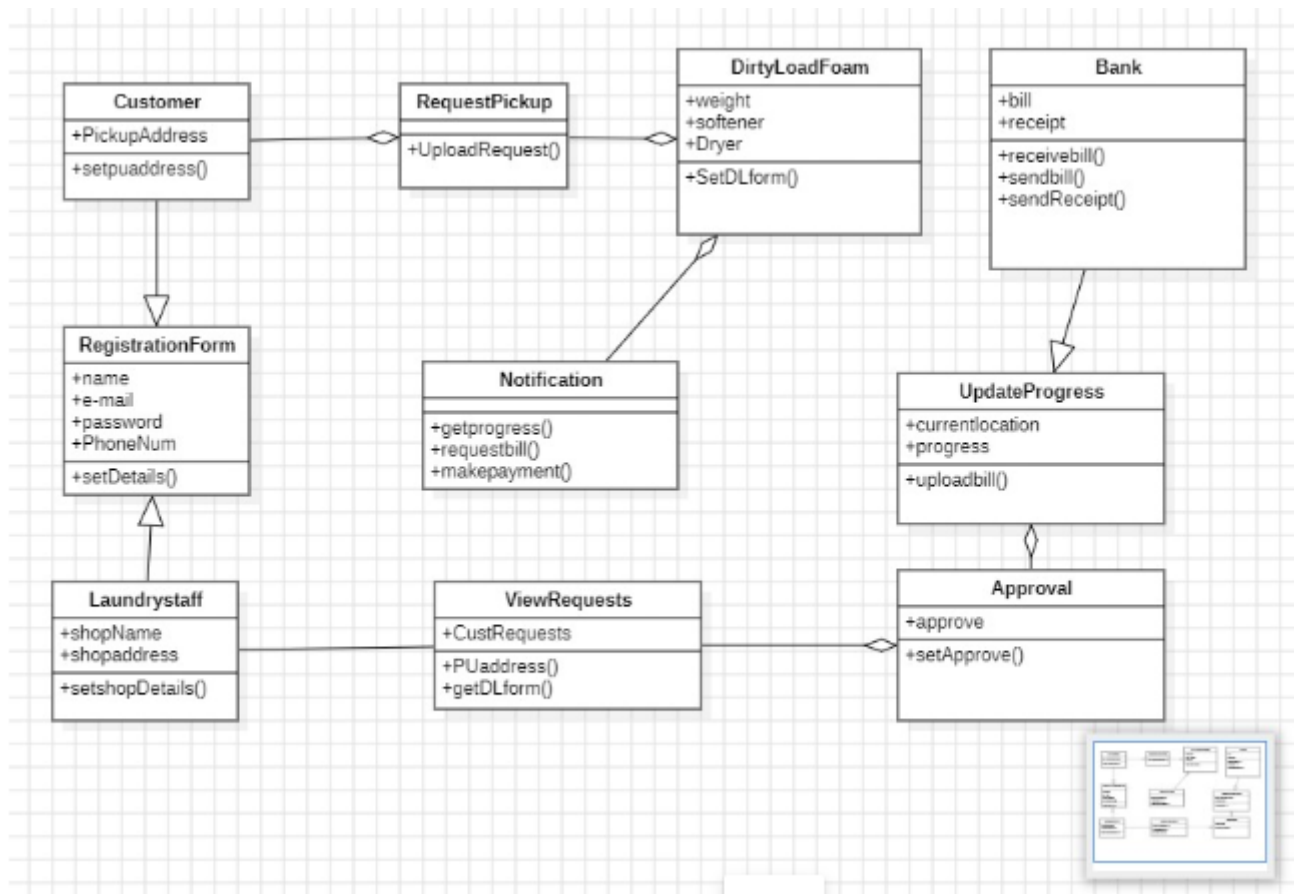 Customer
+PickupAddress
+setpuaddress()
RequestPickup
+UploadRequest()
DirtyLoadFoam
+weight
+softener
+Dryer
+SetDLform()
Bank
+bill
+receipt
+receivebill()
+sendbill()
+sendReceipt()
RegistrationForm
+name
+e-mail
+password
+PhoneNum
+setDetails()
Notification
+getprogress()
+requestbill()
+makepayment()
UpdateProgress
+currentlocation
+progress
+uploadbill()
Laundrystaff
+shopName
+shopaddress
+setshopDetails()
ViewRequests
+CustRequests
+PUaddress()
+getDLform()
Approval
+approve
+setApprove()